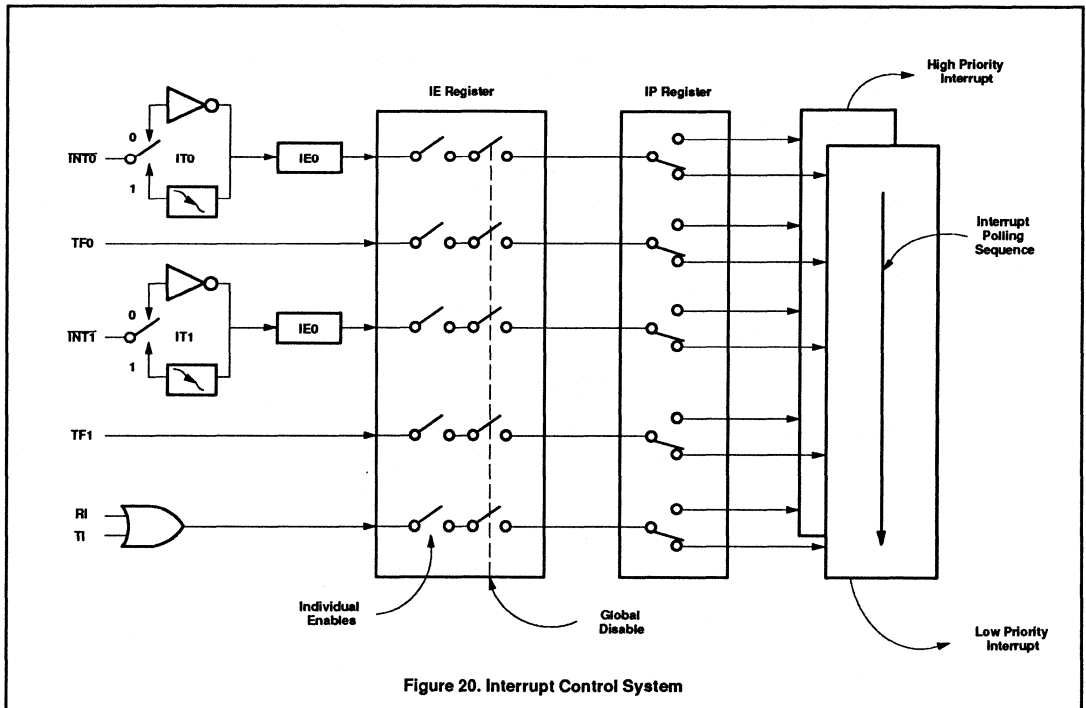 High Priority
Interrupt
IE Register
IP Register
0
INT0
IT0
IE0
1
TF0
Interrupt
Polling
Sequence
0
INT1
IT1
IE0
1
TF1
RI
TI
Individual
Enables
Global
Disable
Low Priority
Interrupt
Figure 20. Interrupt Control System